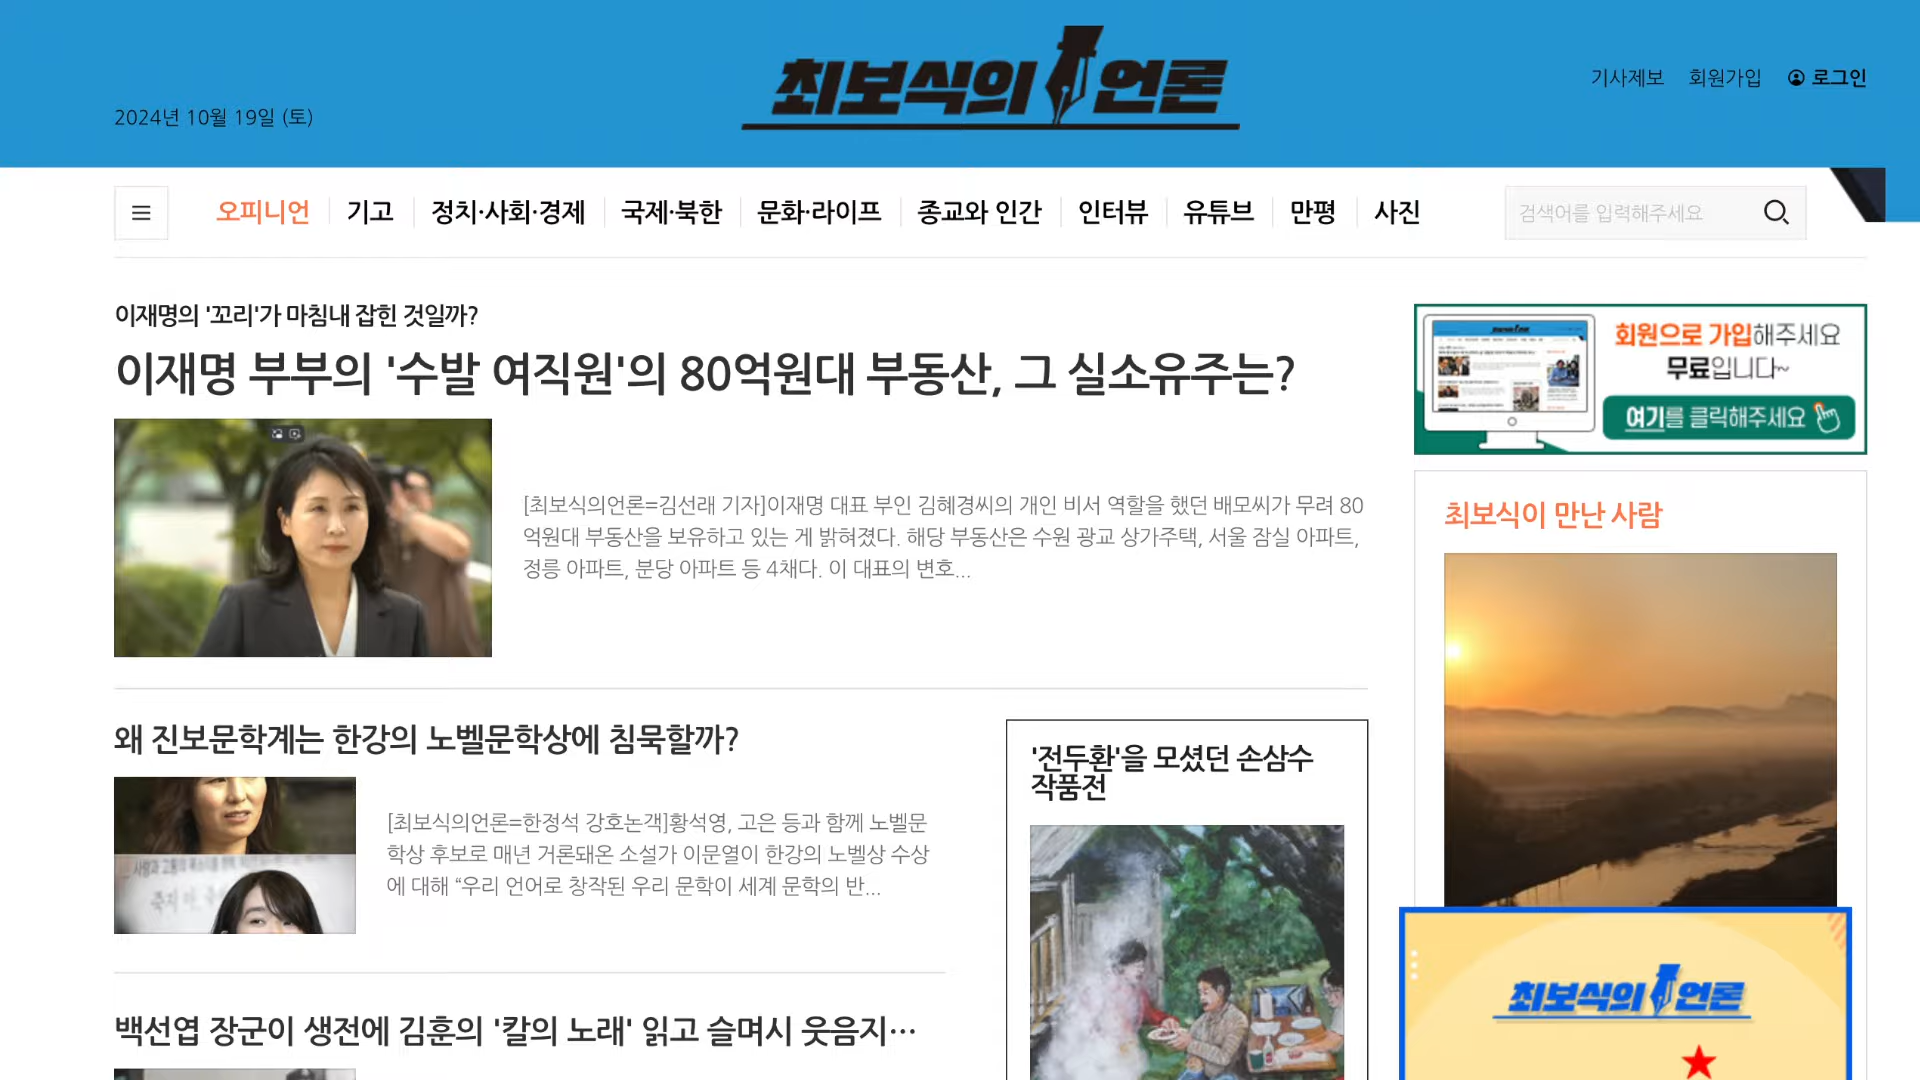 최보식의 언론
기사제보 회원가입 로그인
2024년 10월 19일 (토)
오피니언 기고 정치·사회·경제 국제·북한 문화·라이프 종교와 인간 인터뷰 유튜브 만평 사진
검색어를 입력해주세요
이재명의 '꼬리'가 마침내 잡힌 것일까?
이재명 부부의 '수발 여직원'의 80억원대 부동산, 그 실소유주는?
[최보식의언론=김선래 기자]이재명 대표 부인 김혜경씨의 개인 비서 역할을 했던 배모씨가 무려 80
억원대 부동산을 보유하고 있는 게 밝혀졌다. 해당 부동산은 수원 광교 상가주택, 서울 잠실 아파트,
정릉 아파트, 분당 아파트 등 4채다. 이 대표의 변호...
회원으로 가입해주세요
무료입니다~
여기를 클릭해주세요
최보식이 만난 사람
왜 진보문학계는 한강의 노벨문학상에 침묵할까?
[최보식의언론=한정석 강호논객]황석영, 고은 등과 함께 노벨문
학상 후보로 매년 거론돼온 소설가 이문열이 한강의 노벨상 수상
에 대해 “우리 언어로 창작된 우리 문학이 세계 문학의 반...
'전두환'을 모셨던 손삼수
작품전
백선엽 장군이 생전에 김훈의 '칼의 노래' 읽고 슬며시 웃음지…
최보식의 언론